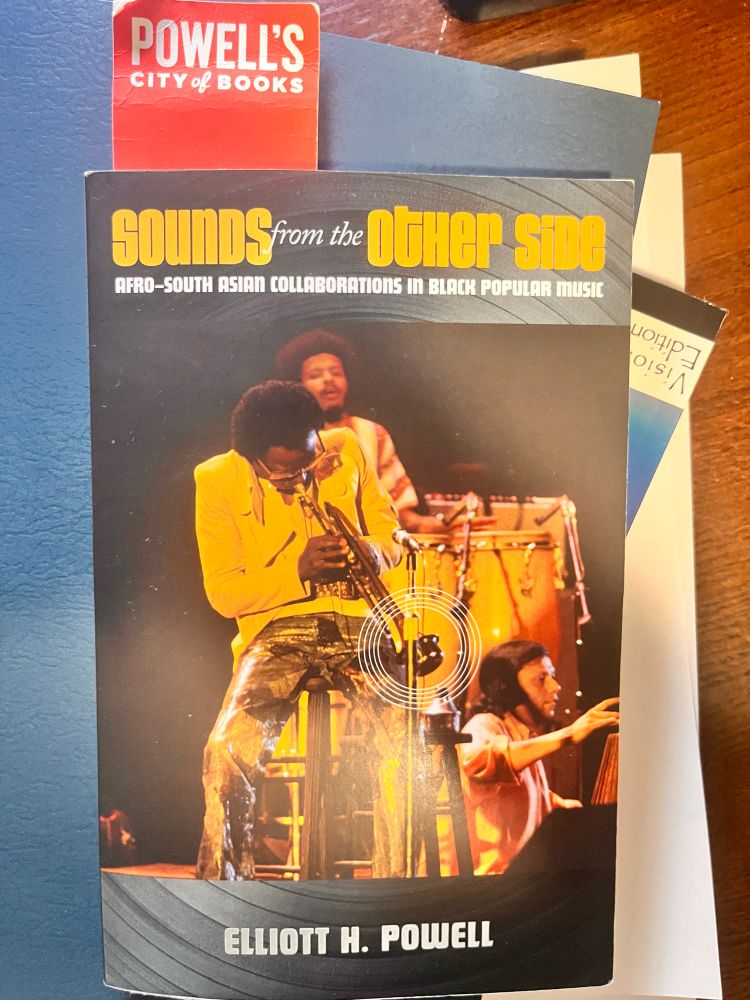 POWELL'S
CITY of BOOKS
SOUNDS from the OTHER SIDE
AFRO–SOUTH ASIAN COLLABORATIONS IN BLACK POPULAR MUSIC
Edition
ELLIOTT H. POWELL